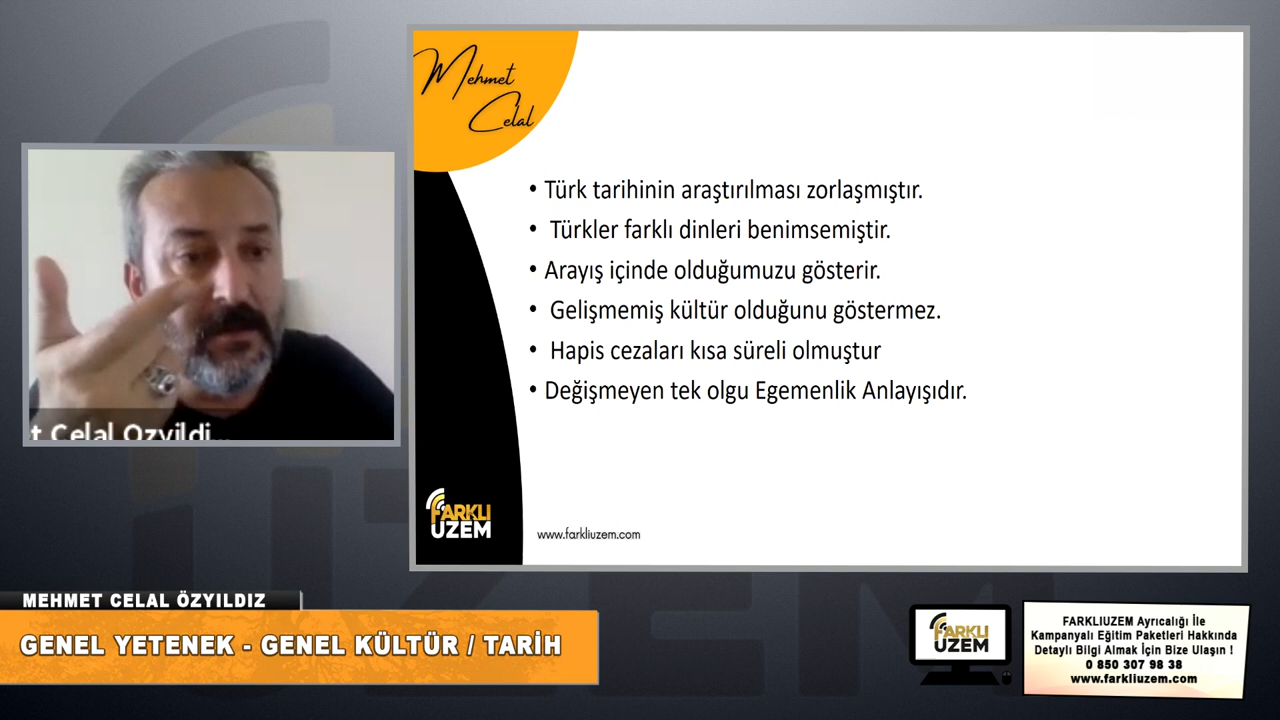 Mehmet
Celal
• Türk tarihinin araştırılması zorlaşmıştır.
• Türkler farklı dinleri benimsemiştir.
• Arayış içinde olduğumuzu gösterir.
• Gelişmemiş kültür olduğunu göstermez.
• Hapis cezaları kısa süreli olmuştur
• Değişmeyen tek olgu Egemenlik Anlayışıdır.
t Celal Ozyildi
FARKLI
UZEM
www.farkliuzem.com
MEHMET CELAL ÖZYILDIZ
GENEL YETENEK - GENEL KÜLTÜR / TARİH
FARKLI
UZEM
FARKLIUZEM Ayrıcalığı İle
Kampanyalı Eğitim Paketleri Hakkında
Detaylı Bilgi Almak İçin Bize Ulaşın !
0 850 307 98 38
www.farkliuzem.com
ÜZEM